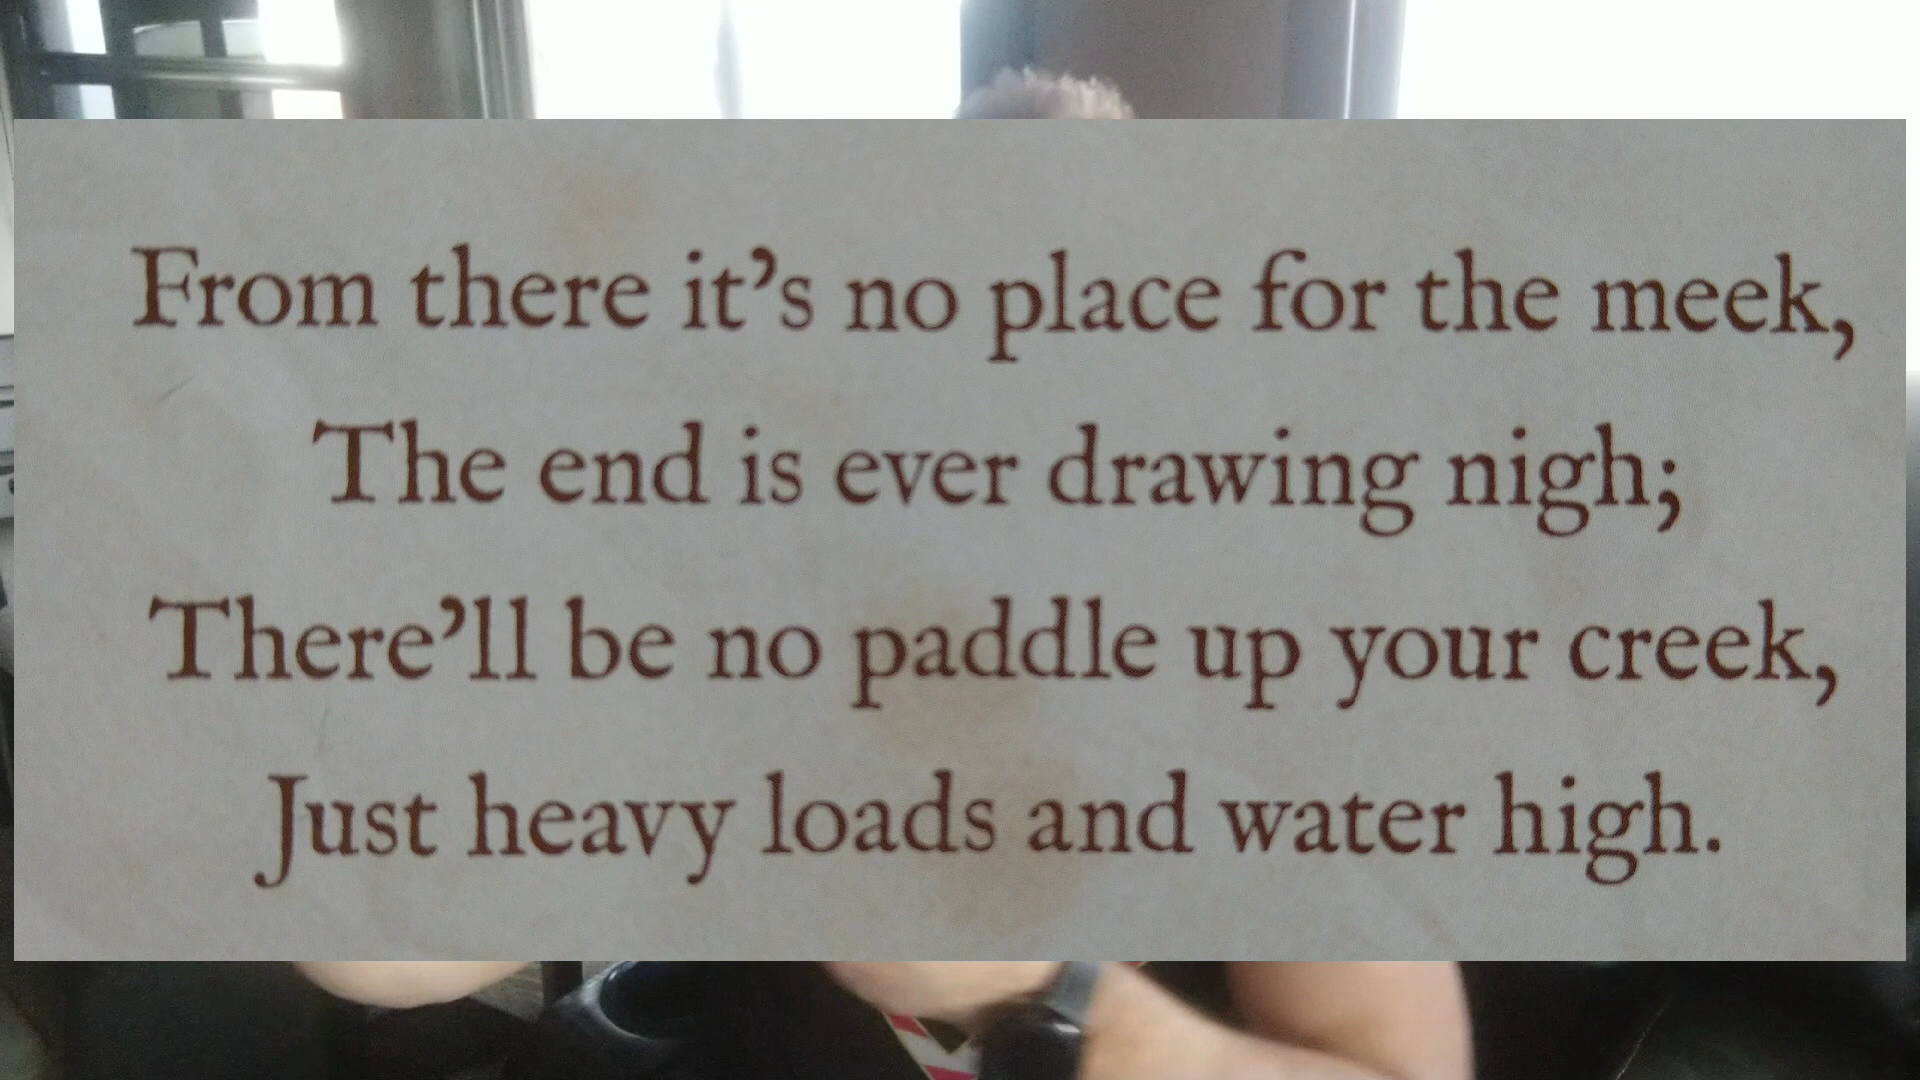 From there it's no place for the meek,
The end is ever drawing nigh;
There'll be no paddle up your creek,
Just heavy loads and water high.